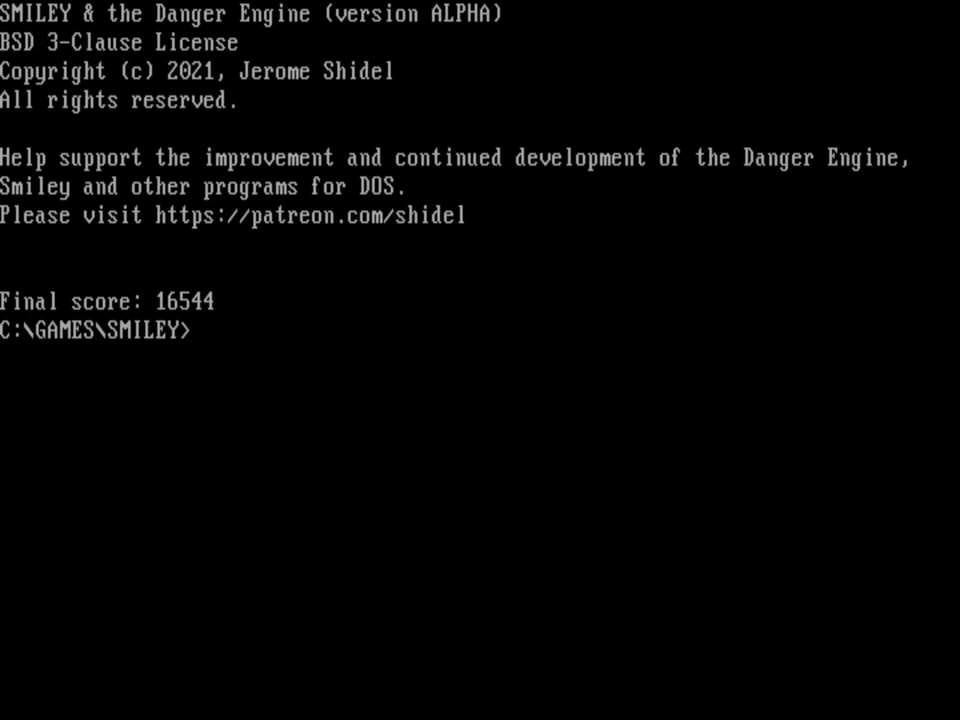 SMILEY & the Danger Engine (version ALPHA)
BSD 3-Clause License
Copyright (c) 2021, Jerome Shidel
All rights reserved.
Help support the improvement and continued development of the Danger Engine,
Smiley and other programs for DOS.
Please visit https://patreon.com/shidel
Final score: 16544
C:\GAMES\SMILEY>